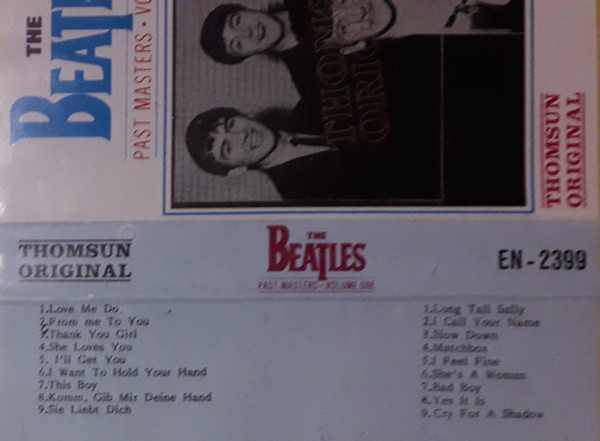 THE
BEATL
PAST MASTERS · VO
THOMSUN
ORIGINAL
THOMSUN
ORIGINAL
THE
BEATLES
PAST MASTERS · VOLUME ONE
EN-2399
1.Love Me Do
2.From me To You
3.Thank You Girl
4.She Loves You
5. I'll Get You
6.I Want To Hold Your Hand
7.This Boy
8.Komm, Gib Mir Deine Hand
9.Sie Liebt Dich
1.Long Tall Sally
2.I Call Your Name
3.Slow Down
4.Matchbox
5.I Feel Fine
6.She's A Woman
7.Bad Boy
8.Yes It Is
9.Cry For A Shadow